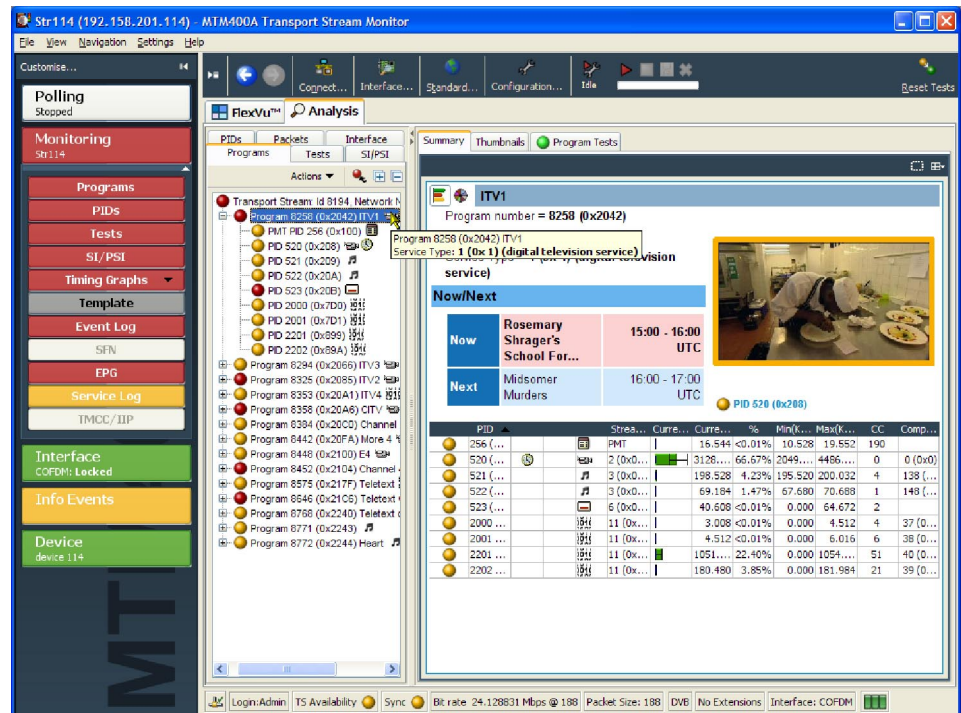 Str114 (192.158.201.114) - MTM400A Transport Stream Monitor
File View Navigation Settings Help
Customise...
Polling
Stopped
Monitoring
Str114
Programs
PIDs
Tests
SI/PSI
Timing Graphs
Template
Event Log
SFN
EPG
Service Log
TMCC/IIP
Interface
COFDM: Locked
Info Events
Device
device 114
MT
M
Connect... Interface... Standard... Configuration... Idle Reset Tests
FlexVu™ Analysis
PIDs Packets Interface
Programs Tests SI/PSI
Actions
Transport Stream: Id 8194, Network N
Program 8258 (0x2042) ITV1
PMT PID 256 (0x100)
PID 520 (0x208)
PID 521 (0x209)
PID 522 (0x20A)
PID 523 (0x20B)
PID 2000 (0x7D0)
PID 2001 (0x7D1)
PID 2201 (0x899)
PID 2202 (0x89A)
Program 8294 (0x2066) ITV3
Program 8325 (0x2085) ITV2
Program 8353 (0x20A1) ITV4
Program 8358 (0x20A6) CITV
Program 8384 (0x20C0) Channel
Program 8442 (0x20FA) More 4
Program 8448 (0x2100) E4
Program 8452 (0x2104) Channel
Program 8575 (0x217F) Teletext
Program 8646 (0x21C6) Teletext
Program 8768 (0x2240) Teletext
Program 8771 (0x2243)
Program 8772 (0x2244) Heart
Program 8258 (0x2042) ITV1
Service Type: 1 (0x1) (digital television service)
Summary Thumbnails Program Tests
ITV1
Program number = 8258 (0x2042)
television
service)
Now/Next
Now Rosemary Shrager's School For... 15:00 - 16:00 UTC
Next Midsomer Murders 16:00 - 17:00 UTC
PID 520 (0x208)
PID Strea... Curre... Curre... % Min(K... Max(K... CC Comp...
256 (... PMT 16.544 <0.01% 10.528 19.552 190
520 (... 2 (0x0... 3128.... 66.67% 2049.... 4486.... 0 0 (0x0)
521 (... 3 (0x0... 198.528 4.23% 195.520 200.032 4 138 (...
522 (... 3 (0x0... 69.184 1.47% 67.680 70.688 1 148 (...
523 (... 6 (0x0... 40.608 <0.01% 0.000 64.672 2
2000 ... 11 (0x... 3.008 <0.01% 0.000 4.512 4 37 (0...
2001 ... 11 (0x... 4.512 <0.01% 0.000 6.016 6 38 (0...
2201 ... 11 (0x... 1051.... 22.40% 0.000 1054.... 51 40 (0...
2202 ... 11 (0x... 180.480 3.85% 0.000 181.984 21 39 (0...
Login:Admin TS Availability Sync Bit rate 24.128831 Mbps @ 188 Packet Size: 188 DVB No Extensions Interface: COFDM